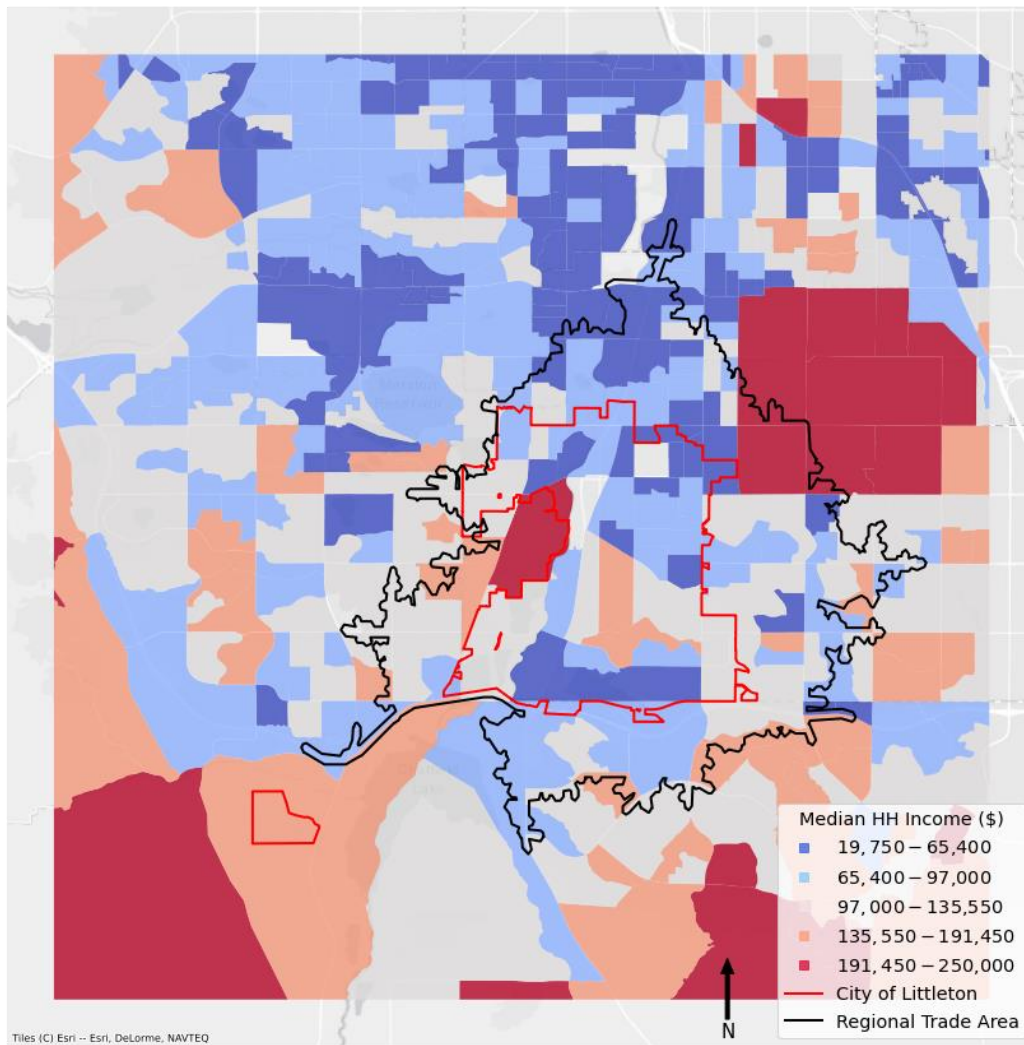 Median HH Income ($)
19,750−65,400
65,400−97,000
97,000−135,550
135,550−191,450
191,450−250,000
City of Littleton
Regional Trade Area
N
Tiles (C) Esri -- Esri, DeLorme, NAVTEQ